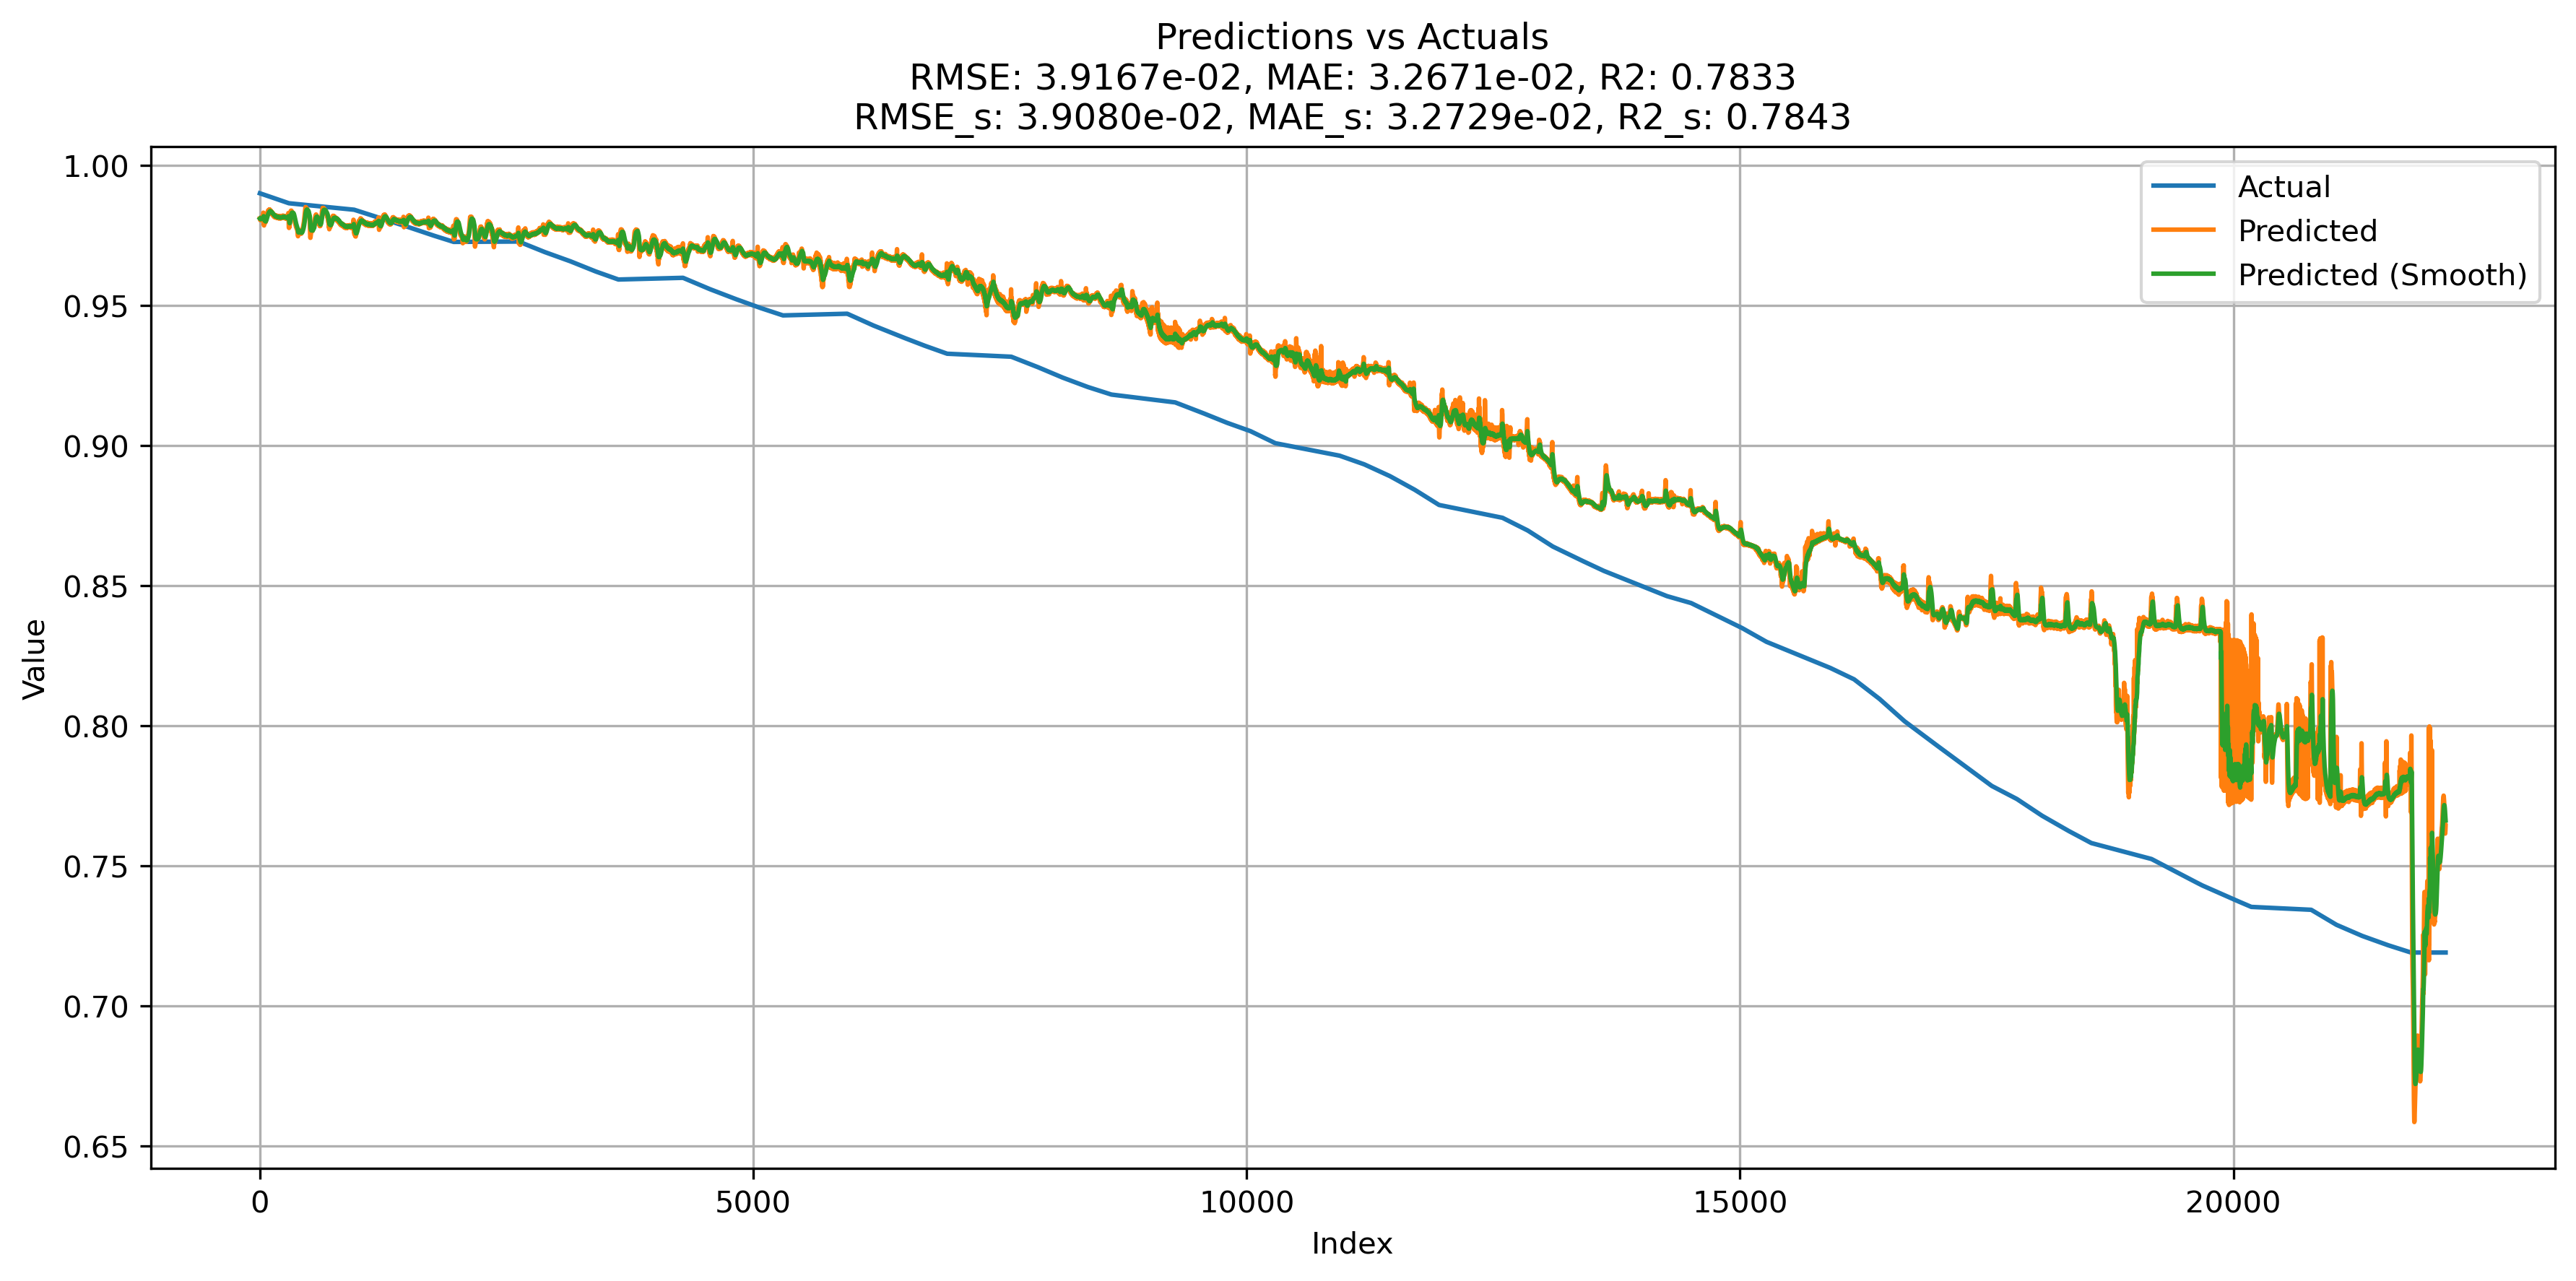 Predictions vs Actuals
RMSE: 3.9167e-02, MAE: 3.2671e-02, R2: 0.7833
RMSE_s: 3.9080e-02, MAE_s: 3.2729e-02, R2_s: 0.7843
Actual
Predicted
Predicted (Smooth)
Value
1.00
0.95
0.90
0.85
0.80
0.75
0.70
0.65
0
5000
10000
15000
20000
Index